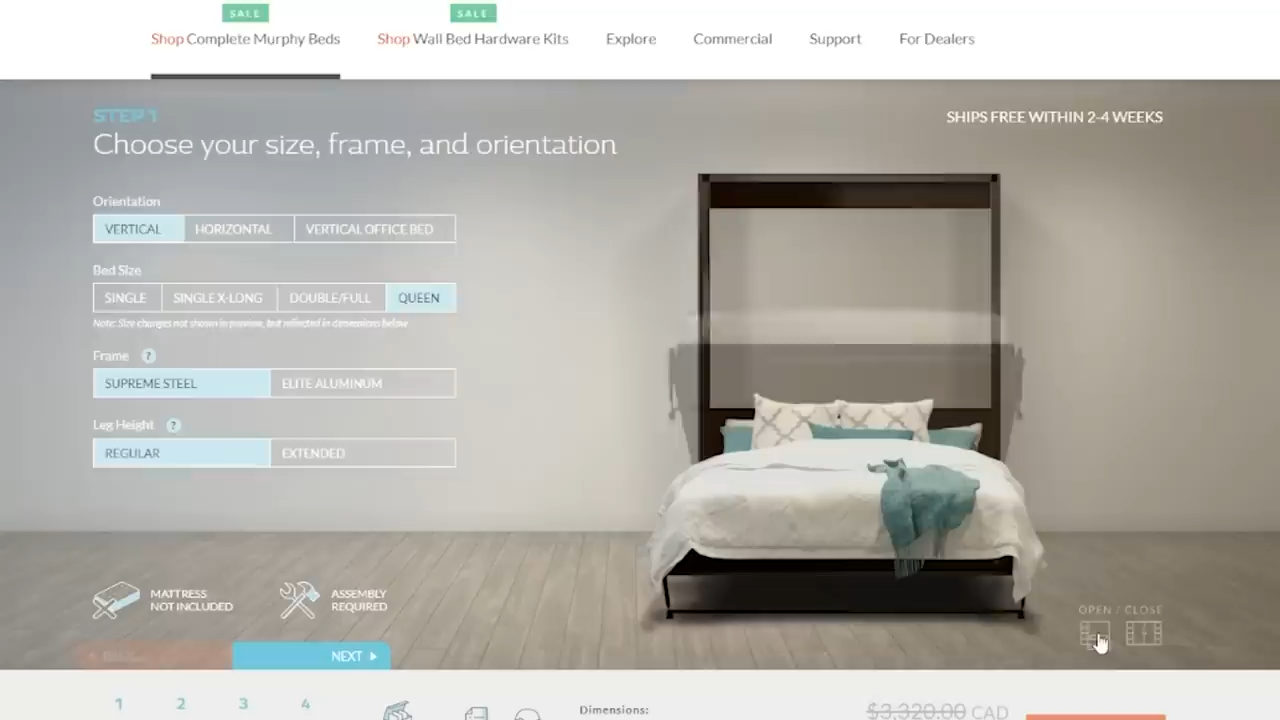 SALE SALE
Shop Complete Murphy Beds Shop Wall Bed Hardware Kits Explore Commercial Support For Dealers
STEP 1
SHIPS FREE WITHIN 2-4 WEEKS
Choose your size, frame, and orientation
Orientation
VERTICAL HORIZONTAL VERTICAL OFFICE BED
Bed Size
SINGLE SINGLE X-LONG DOUBLE/FULL QUEEN
Note: Size changes not shown in preview, but reflected in dimensions below
Frame ?
SUPREME STEEL ELITE ALUMINUM
Leg Height ?
REGULAR EXTENDED
MATTRESS
NOT INCLUDED
ASSEMBLY
REQUIRED
OPEN / CLOSE
NEXT
1 2 3 4
Dimensions:
$3,320.00 CAD